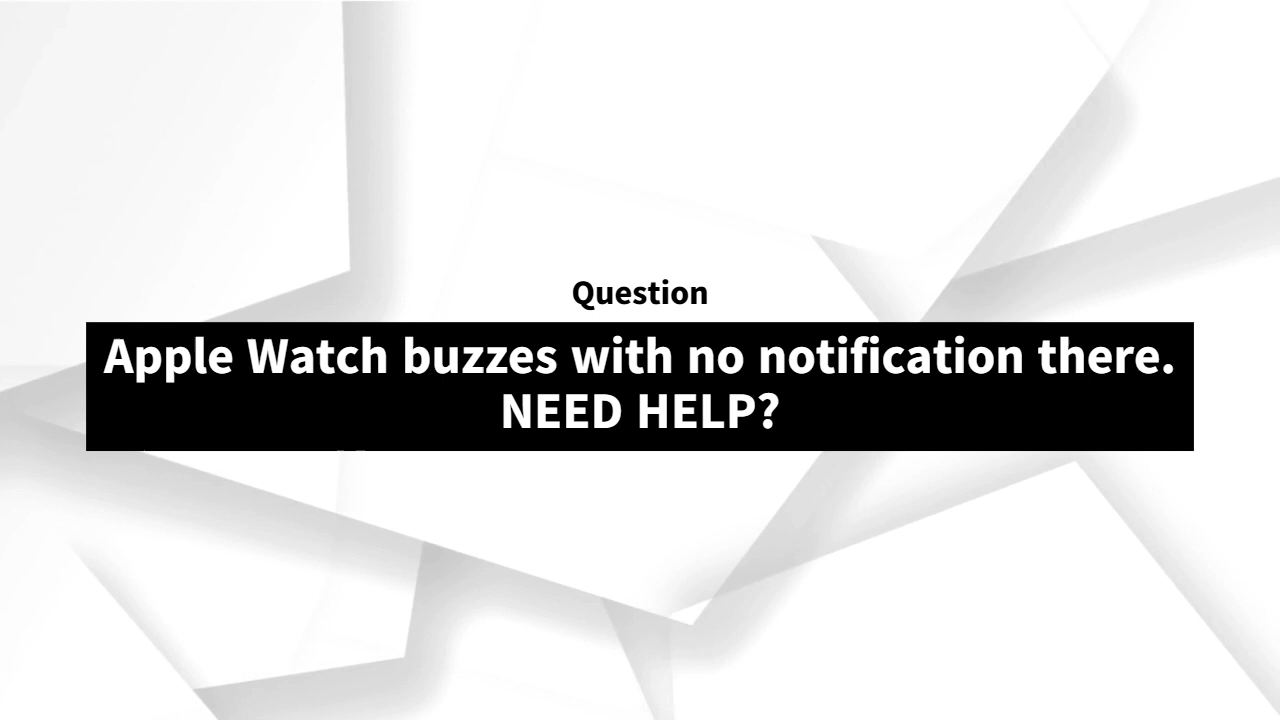 Question
Apple Watch buzzes with no notification there.
NEED HELP?